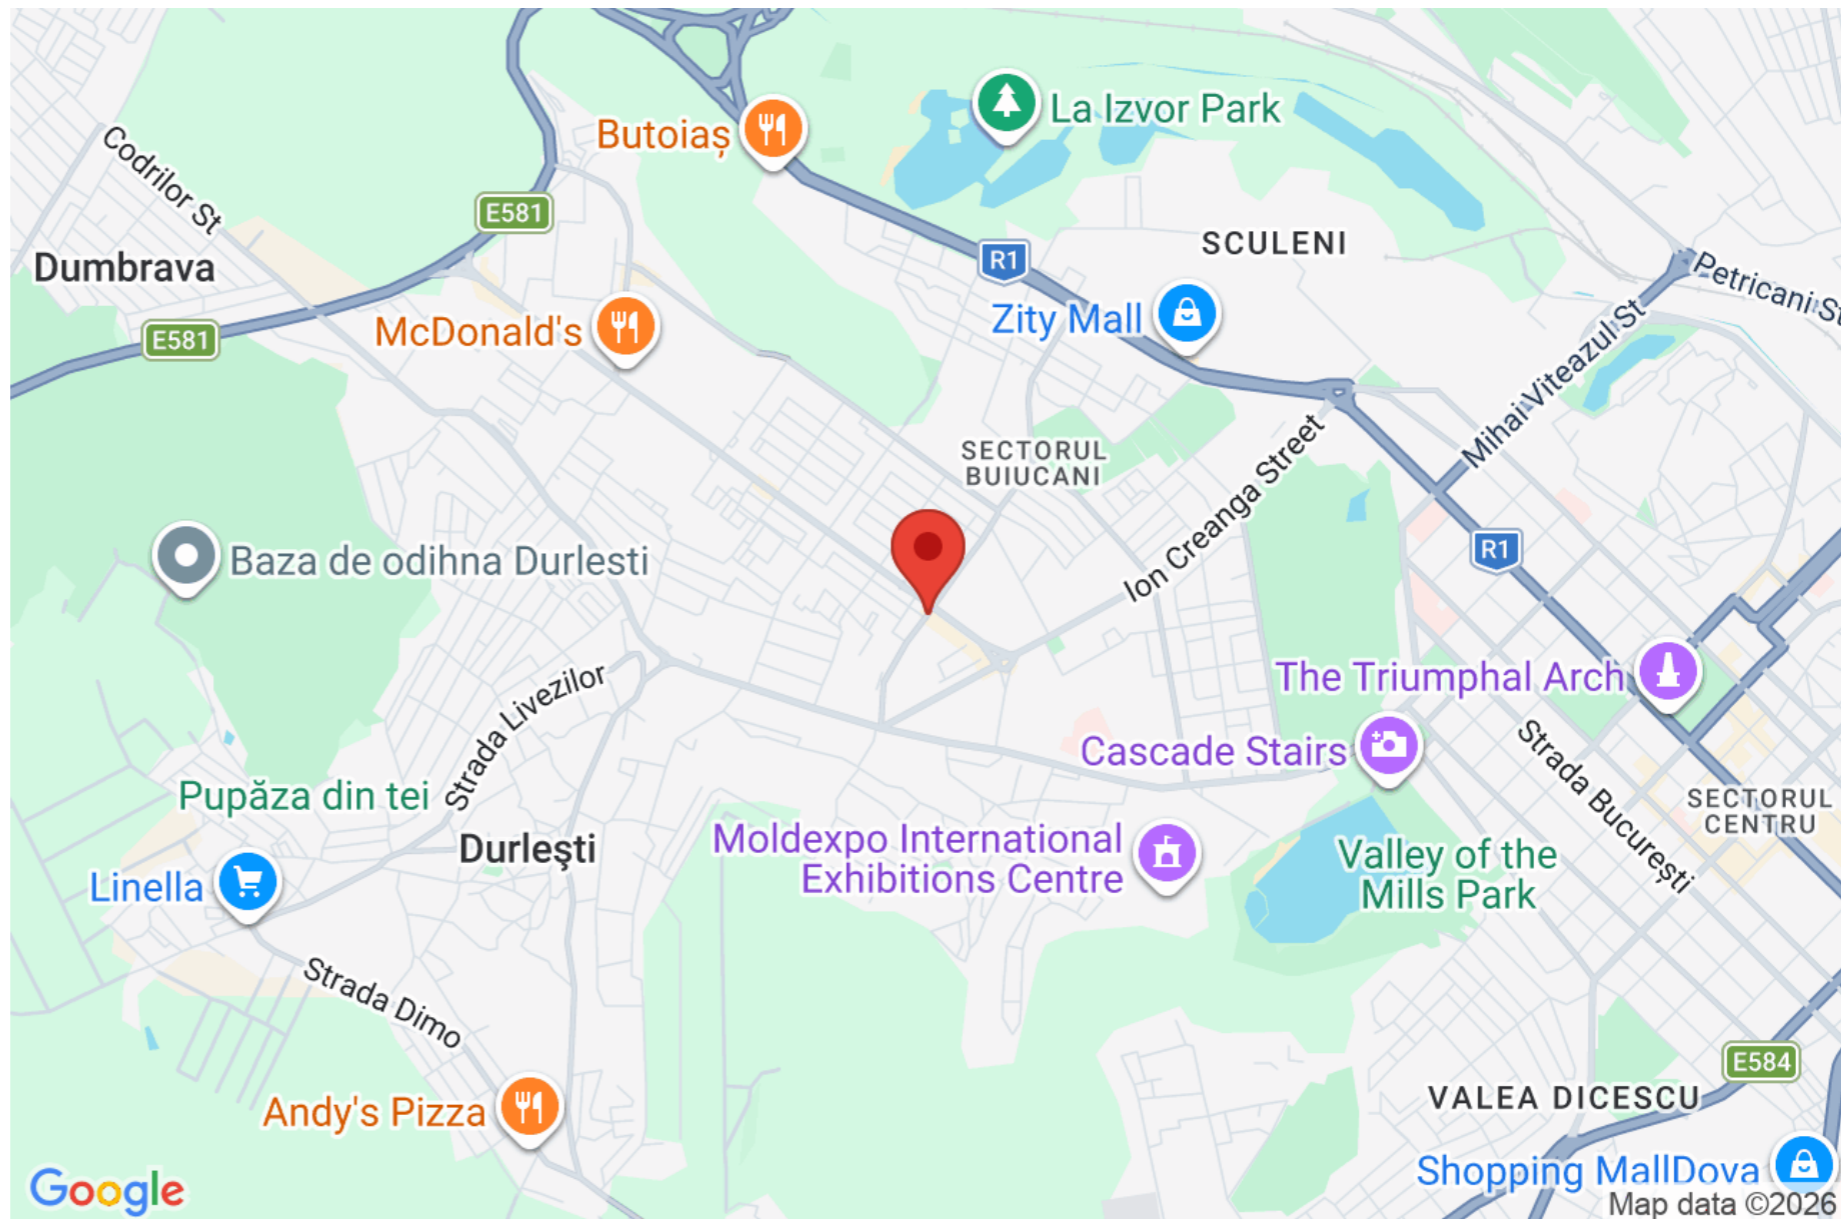 Butoiaș
La Izvor Park
Codrilor St
E581
SCULENI
R1
Dumbrava
Petricani St
Zity Mall
McDonald's
E581
Mihai Viteazul St
SECTORUL
BUIUCANI
Ion Creanga Street
R1
Baza de odihna Durlesti
The Triumphal Arch
Strada Livezilor
Cascade Stairs
Strada București
Pupăza din tei
SECTORUL
CENTRU
Durleşti
Moldexpo International
Exhibitions Centre
Valley of the
Mills Park
Linella
Strada Dimo
E584
VALEA DICESCU
Andy's Pizza
Shopping MallDova
Google
Map data ©2026